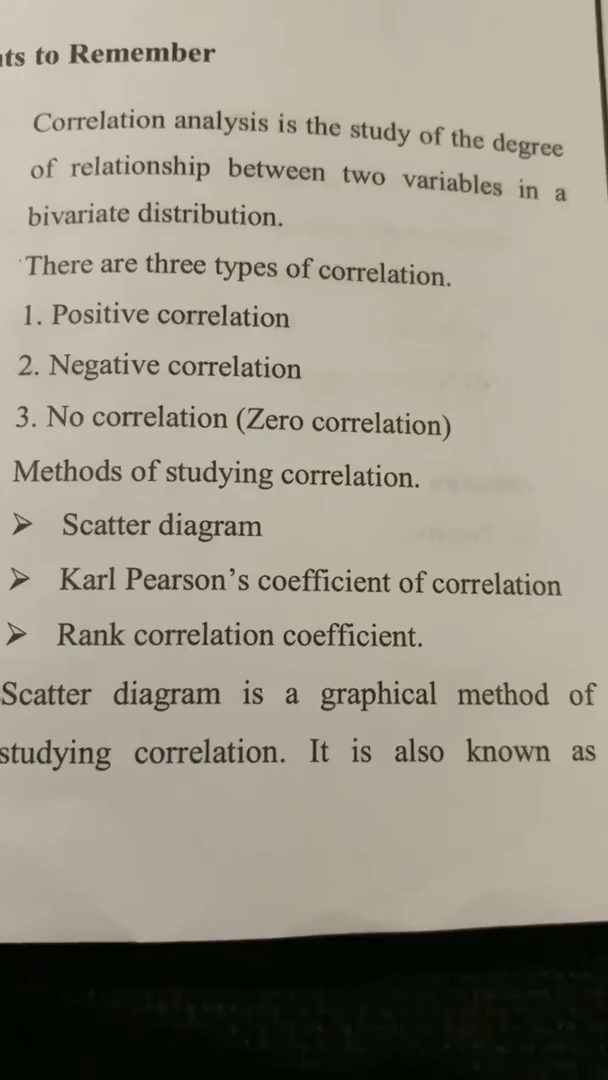 to Remember
Correlation analysis is the study of the degree
of relationship between two variables in a
bivariate distribution.
There are three types of correlation.
1. Positive correlation
2. Negative correlation
3. No correlation (Zero correlation)
Methods of studying correlation.
➢ Scatter diagram
➢ Karl Pearson’s coefficient of correlation
➢ Rank correlation coefficient.
Scatter diagram is a graphical method of
studying correlation. It is also known as